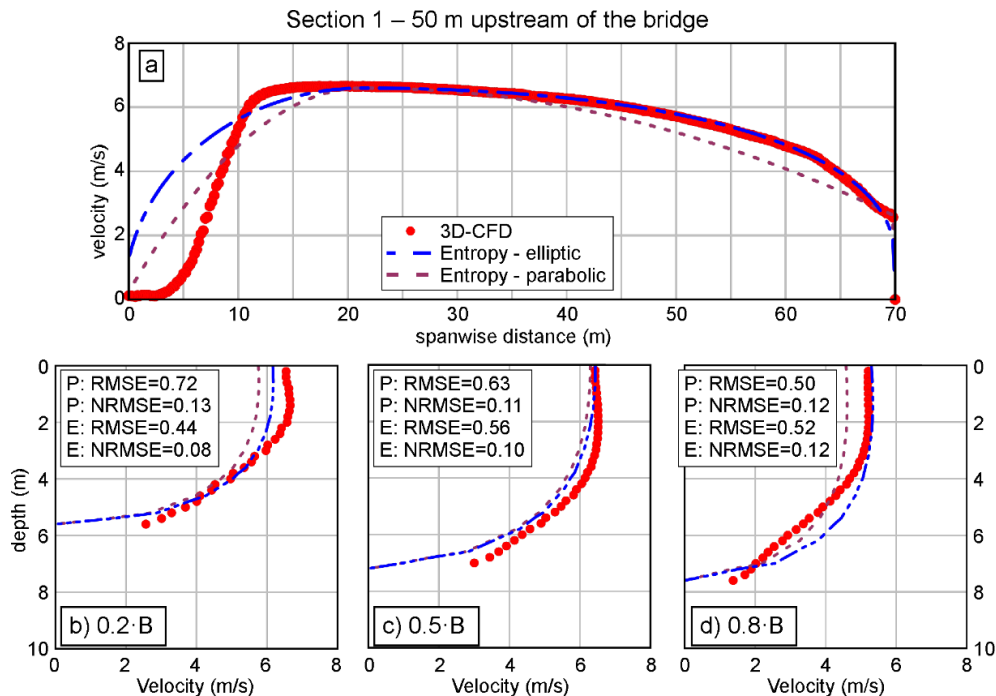 Section 1 – 50 m upstream of the bridge
8
a
6
4
2
0
velocity (m/s)
3D-CFD
Entropy - elliptic
Entropy - parabolic
0 10 20 30 40 50 60 70
spanwise distance (m)
0
2
4
6
8
10
depth (m)
P: RMSE=0.72
P: NRMSE=0.13
E: RMSE=0.44
E: NRMSE=0.08
b) 0.2·B
0 2 4 6 8
Velocity (m/s)
P: RMSE=0.63
P: NRMSE=0.11
E: RMSE=0.56
E: NRMSE=0.10
c) 0.5·B
0 2 4 6 8
Velocity (m/s)
P: RMSE=0.50
P: NRMSE=0.12
E: RMSE=0.52
E: NRMSE=0.12
d) 0.8·B
0 2 4 6 8
Velocity (m/s)
0
2
4
6
8
10